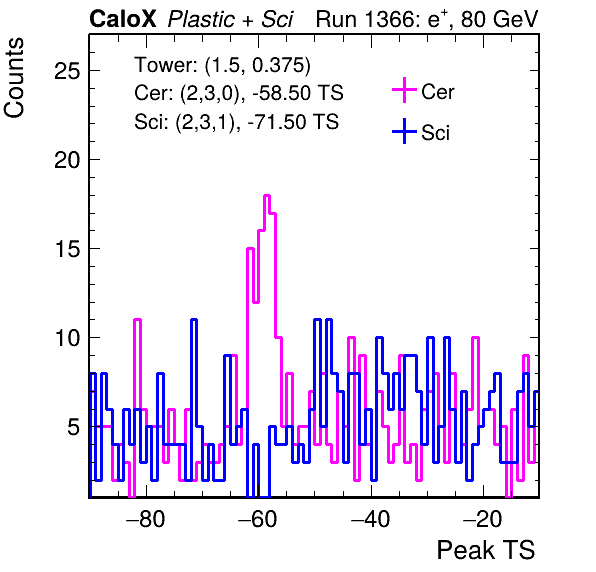 CaloX Plastic + Sci Run 1366: e+, 80 GeV
Counts
Tower: (1.5, 0.375)
Cer: (2,3,0), -58.50 TS
Sci: (2,3,1), -71.50 TS
Cer
Sci
25
20
15
10
5
−80 −60 −40 −20
Peak TS